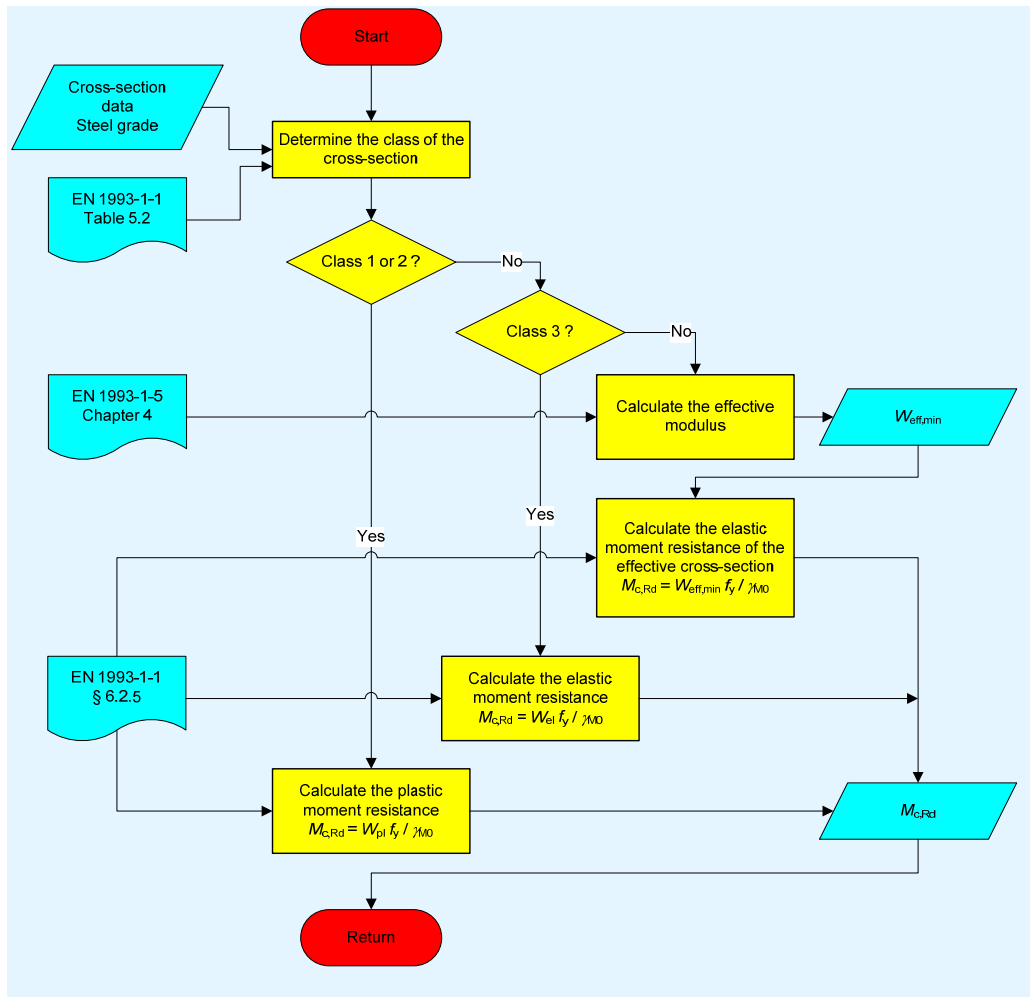 Start
Cross-section
data
Steel grade
Determine the class of the
cross-section
EN 1993-1-1
Table 5.2
Class 1 or 2 ?
No
Class 3 ?
No
EN 1993-1-5
Chapter 4
Calculate the effective
modulus
Weff,min
Yes
Yes
Calculate the elastic
moment resistance of the
effective cross-section
Mc,Rd = Weff,min fy / γM0
EN 1993-1-1
§ 6.2.5
Calculate the elastic
moment resistance
Mc,Rd = Wel fy / γM0
Calculate the plastic
moment resistance
Mc,Rd = Wpl fy / γM0
Mc,Rd
Return